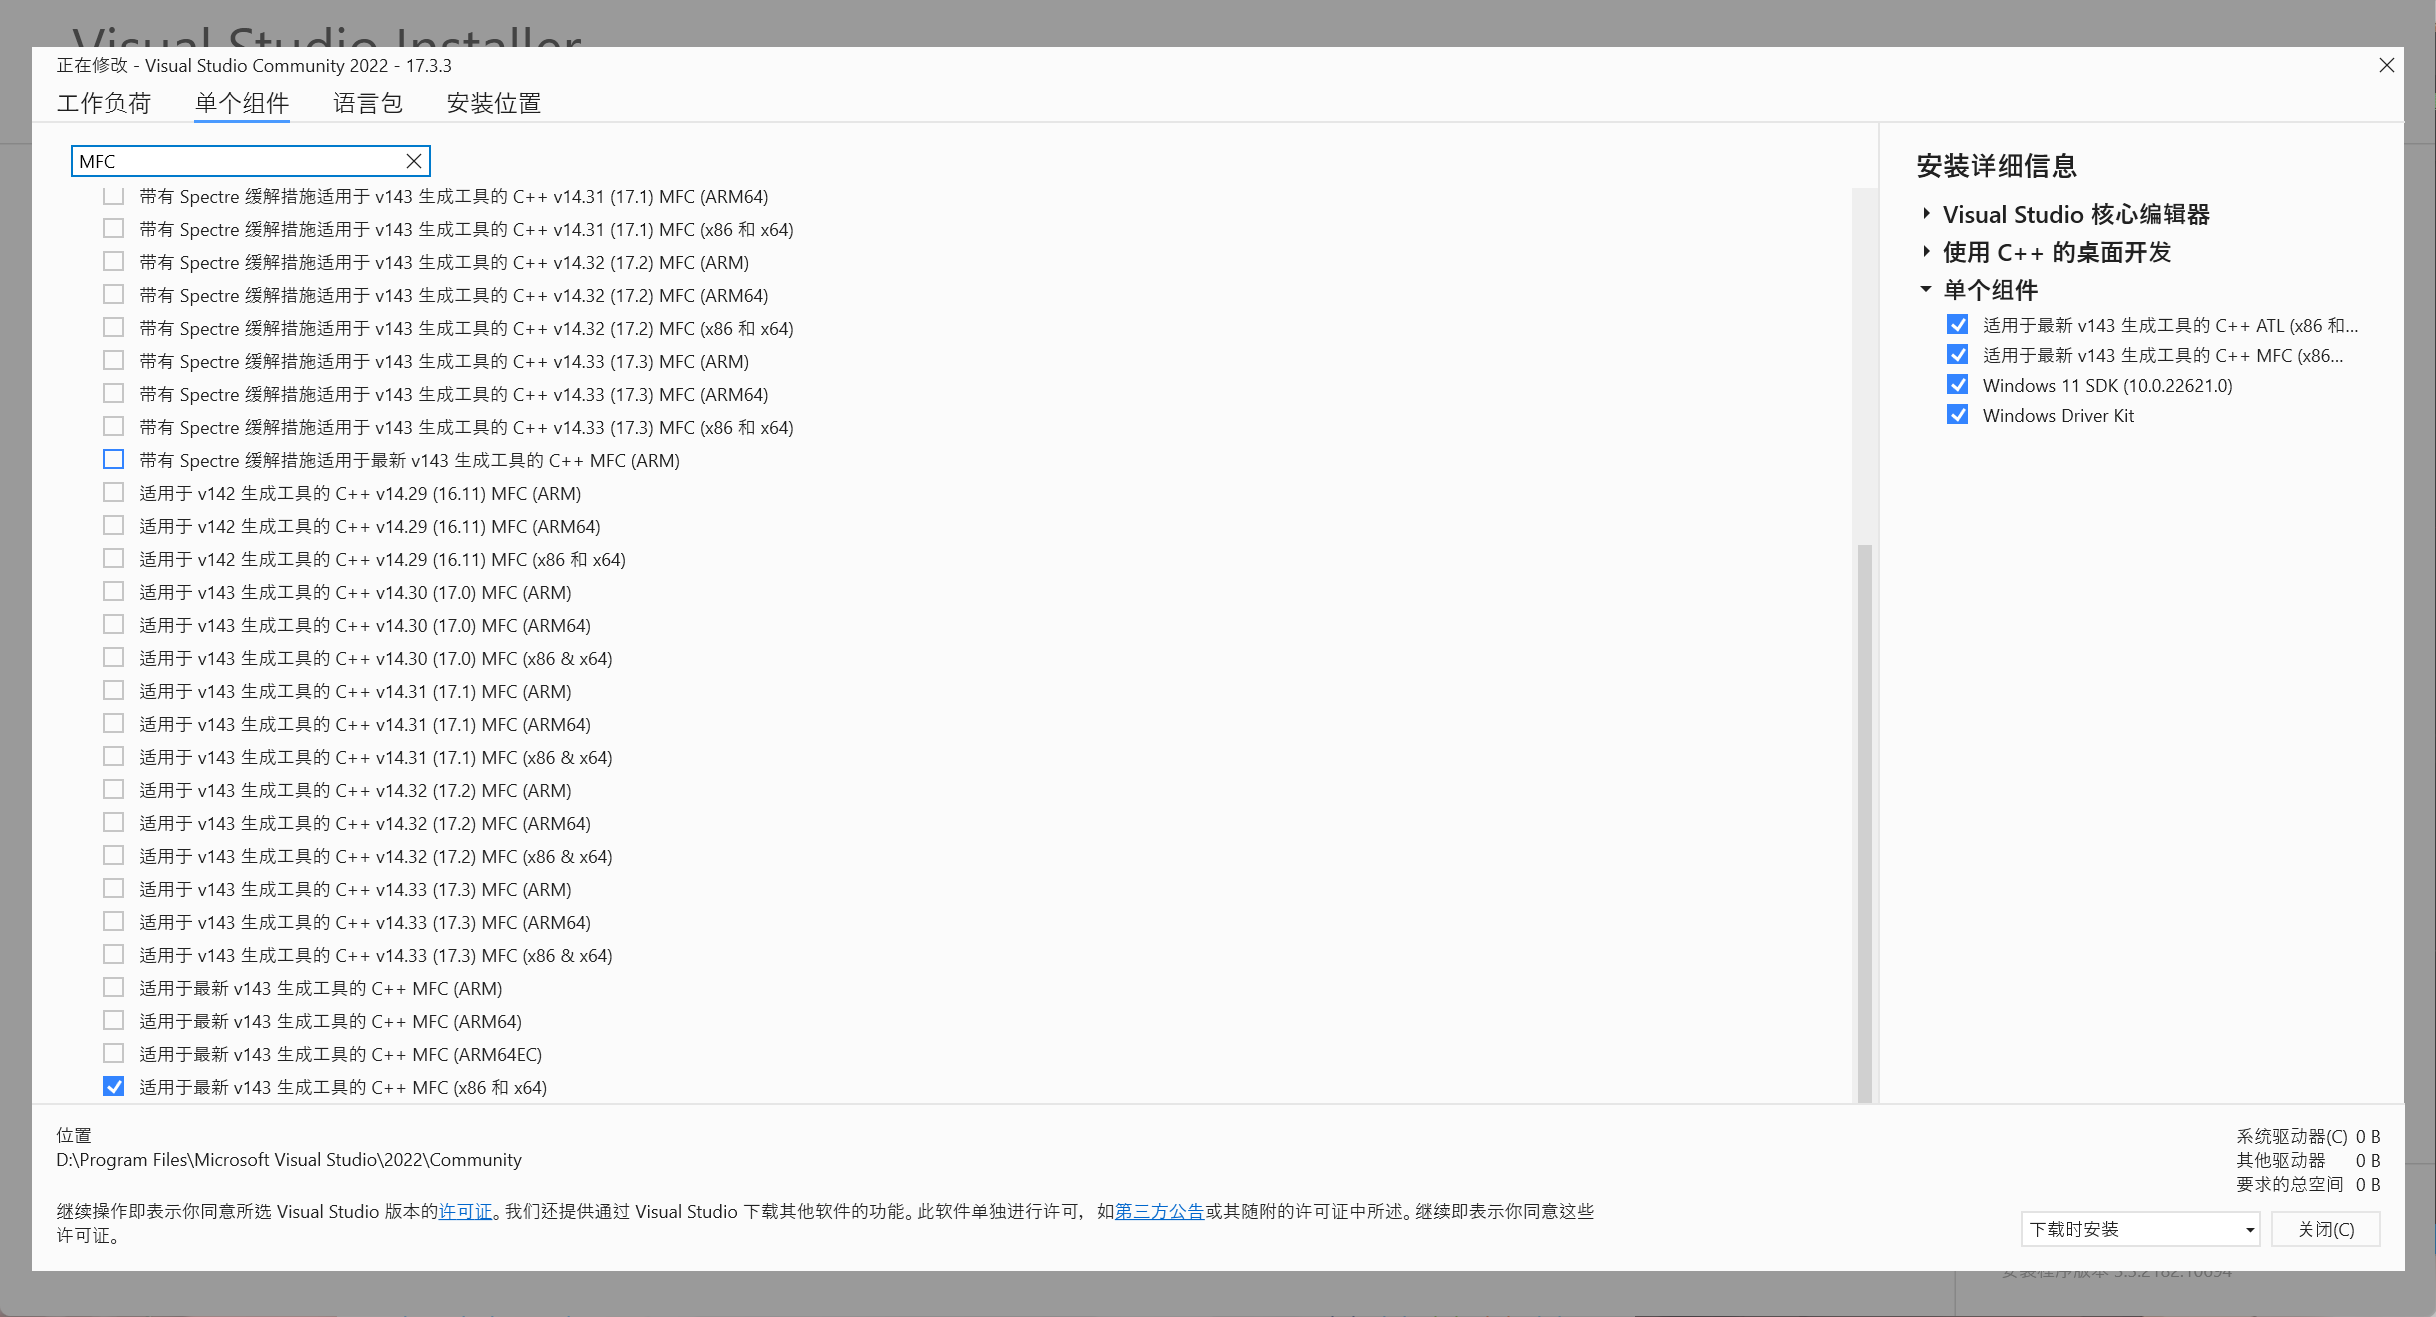 Visual Studio Installer
正在修改 - Visual Studio Community 2022 - 17.3.3
工作负荷 单个组件 语言包 安装位置
MFC
带有 Spectre 缓解措施适用于 v143 生成工具的 C++ v14.31 (17.1) MFC (ARM64)
带有 Spectre 缓解措施适用于 v143 生成工具的 C++ v14.31 (17.1) MFC (x86 和 x64)
带有 Spectre 缓解措施适用于 v143 生成工具的 C++ v14.32 (17.2) MFC (ARM)
带有 Spectre 缓解措施适用于 v143 生成工具的 C++ v14.32 (17.2) MFC (ARM64)
带有 Spectre 缓解措施适用于 v143 生成工具的 C++ v14.32 (17.2) MFC (x86 和 x64)
带有 Spectre 缓解措施适用于 v143 生成工具的 C++ v14.33 (17.3) MFC (ARM)
带有 Spectre 缓解措施适用于 v143 生成工具的 C++ v14.33 (17.3) MFC (ARM64)
带有 Spectre 缓解措施适用于 v143 生成工具的 C++ v14.33 (17.3) MFC (x86 和 x64)
带有 Spectre 缓解措施适用于最新 v143 生成工具的 C++ MFC (ARM)
适用于 v142 生成工具的 C++ v14.29 (16.11) MFC (ARM)
适用于 v142 生成工具的 C++ v14.29 (16.11) MFC (ARM64)
适用于 v142 生成工具的 C++ v14.29 (16.11) MFC (x86 和 x64)
适用于 v143 生成工具的 C++ v14.30 (17.0) MFC (ARM)
适用于 v143 生成工具的 C++ v14.30 (17.0) MFC (ARM64)
适用于 v143 生成工具的 C++ v14.30 (17.0) MFC (x86 & x64)
适用于 v143 生成工具的 C++ v14.31 (17.1) MFC (ARM)
适用于 v143 生成工具的 C++ v14.31 (17.1) MFC (ARM64)
适用于 v143 生成工具的 C++ v14.31 (17.1) MFC (x86 & x64)
适用于 v143 生成工具的 C++ v14.32 (17.2) MFC (ARM)
适用于 v143 生成工具的 C++ v14.32 (17.2) MFC (ARM64)
适用于 v143 生成工具的 C++ v14.32 (17.2) MFC (x86 & x64)
适用于 v143 生成工具的 C++ v14.33 (17.3) MFC (ARM)
适用于 v143 生成工具的 C++ v14.33 (17.3) MFC (ARM64)
适用于 v143 生成工具的 C++ v14.33 (17.3) MFC (x86 & x64)
适用于最新 v143 生成工具的 C++ MFC (ARM)
适用于最新 v143 生成工具的 C++ MFC (ARM64)
适用于最新 v143 生成工具的 C++ MFC (ARM64EC)
适用于最新 v143 生成工具的 C++ MFC (x86 和 x64)
安装详细信息
Visual Studio 核心编辑器
使用 C++ 的桌面开发
单个组件
适用于最新 v143 生成工具的 C++ ATL (x86 和...
适用于最新 v143 生成工具的 C++ MFC (x86...
Windows 11 SDK (10.0.22621.0)
Windows Driver Kit
位置
D:\Program Files\Microsoft Visual Studio\2022\Community
继续操作即表示你同意所选 Visual Studio 版本的许可证。我们还提供通过 Visual Studio 下载其他软件的功能。此软件单独进行许可，如第三方公告或其随附的许可证中所述。继续即表示你同意这些
许可证。
系统驱动器(C) 0 B
其他驱动器 0 B
要求的总空间 0 B
下载时安装 关闭(C)